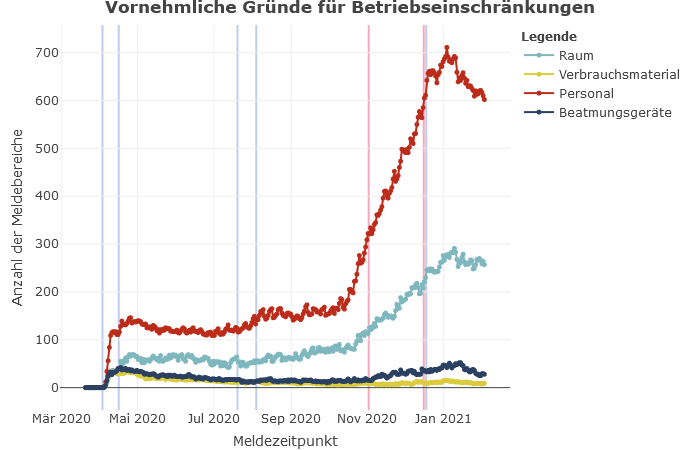 Vornehmliche Gründe für Betriebseinschränkungen
Legende
Raum
Verbrauchsmaterial
Personal
Beatmungsgeräte
Anzahl der Meldebereiche
700
600
500
400
300
200
100
0
Mär 2020
Mai 2020
Jul 2020
Sep 2020
Nov 2020
Jan 2021
Meldezeitpunkt